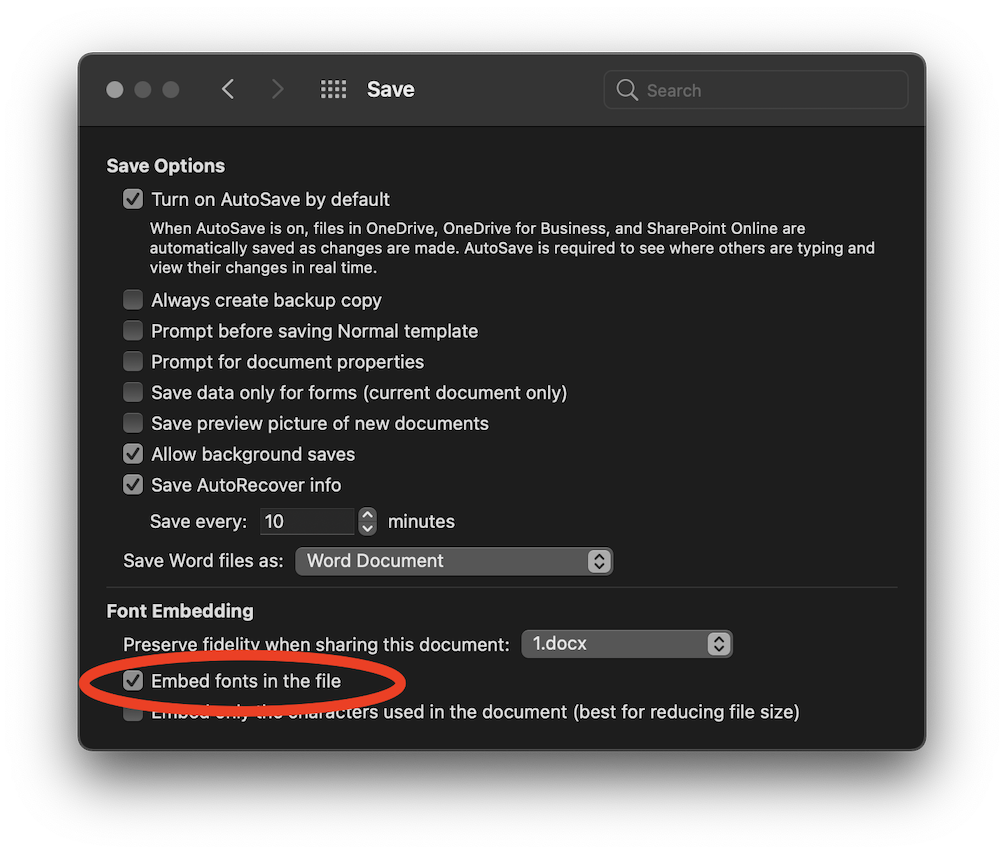 Save
Search
Save Options
Turn on AutoSave by default
When AutoSave is on, files in OneDrive, OneDrive for Business, and SharePoint Online are
automatically saved as changes are made. AutoSave is required to see where others are typing and
view their changes in real time.
Always create backup copy
Prompt before saving Normal template
Prompt for document properties
Save data only for forms (current document only)
Save preview picture of new documents
Allow background saves
Save AutoRecover info
Save every: 10 minutes
Save Word files as: Word Document
Font Embedding
Preserve fidelity when sharing this document: 1.docx
Embed fonts in the file
Embed only the characters used in the document (best for reducing file size)